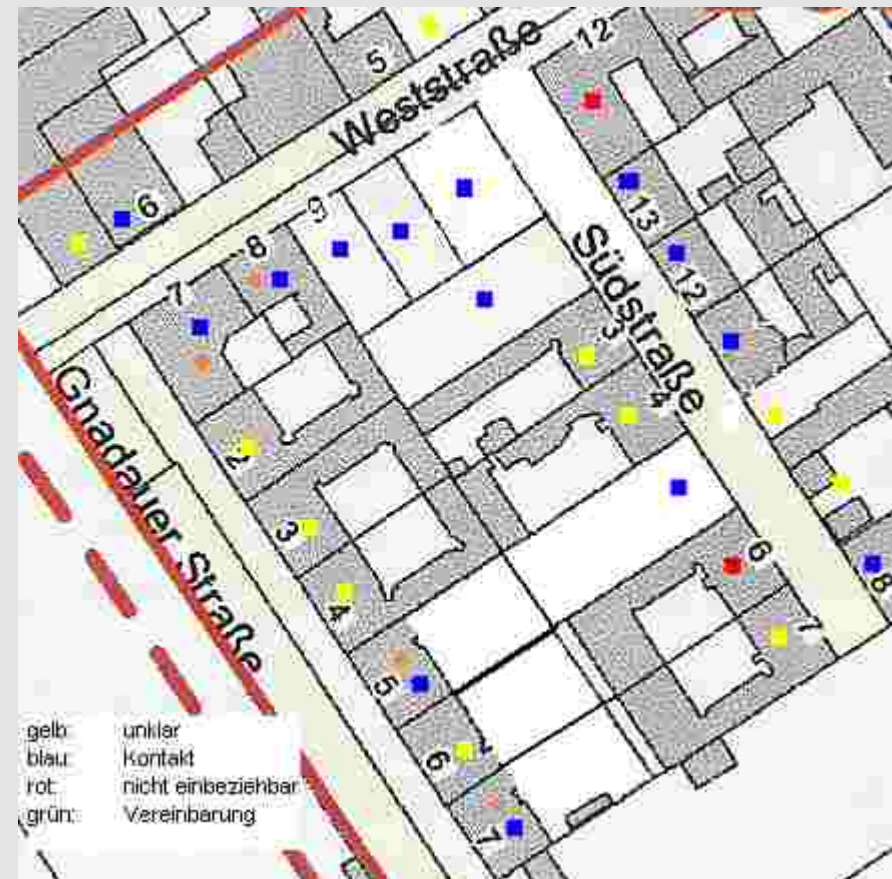 5
Weststraße
12
6
9
8
7
13
12
Südstraße
3
4
Gnadauer Straße
2
3
4
5
6
7
6
7
8
gelb: unklar
blau: Kontakt
rot: nicht einbeziehbar
grün: Vereinbarung